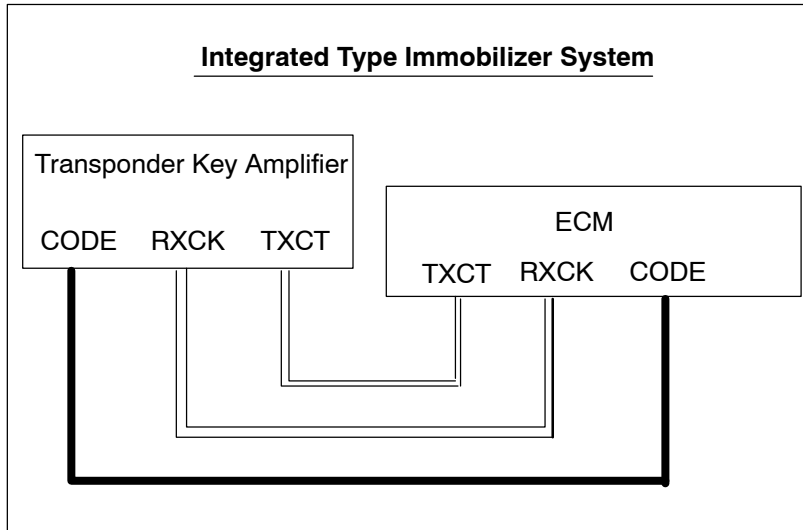 Integrated Type Immobilizer System
Transponder Key Amplifier
CODE RXCK TXCT
ECM
TXCT RXCK CODE